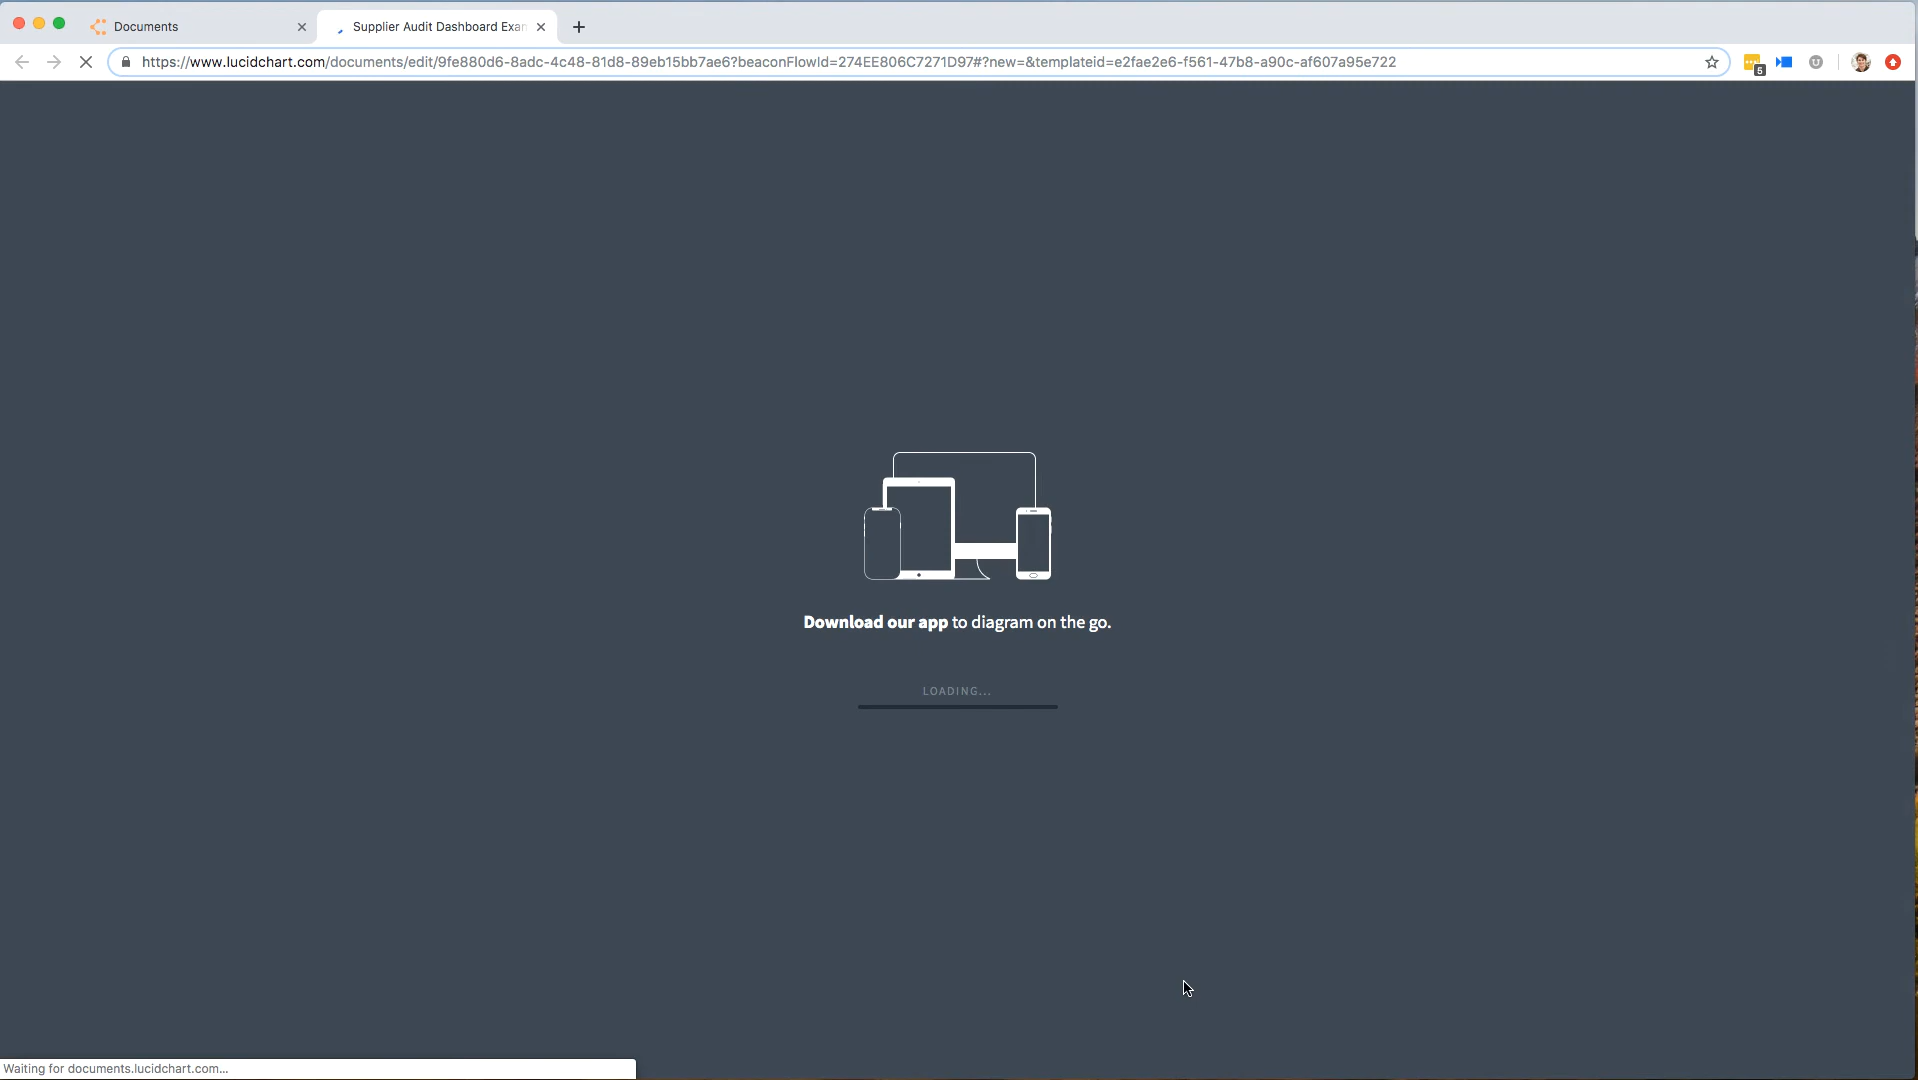 Documents
Supplier Audit Dashboard Exam
https://www.lucidchart.com/documents/edit/9fe880d6-8adc-4c48-81d8-89eb15bb7ae6?beaconFlowId=274EE806C7271D97#?new=&templateid=e2fae2e6-f561-47b8-a90c-af607a95e722
5
Download our app to diagram on the go.
LOADING...
Waiting for documents.lucidchart.com...